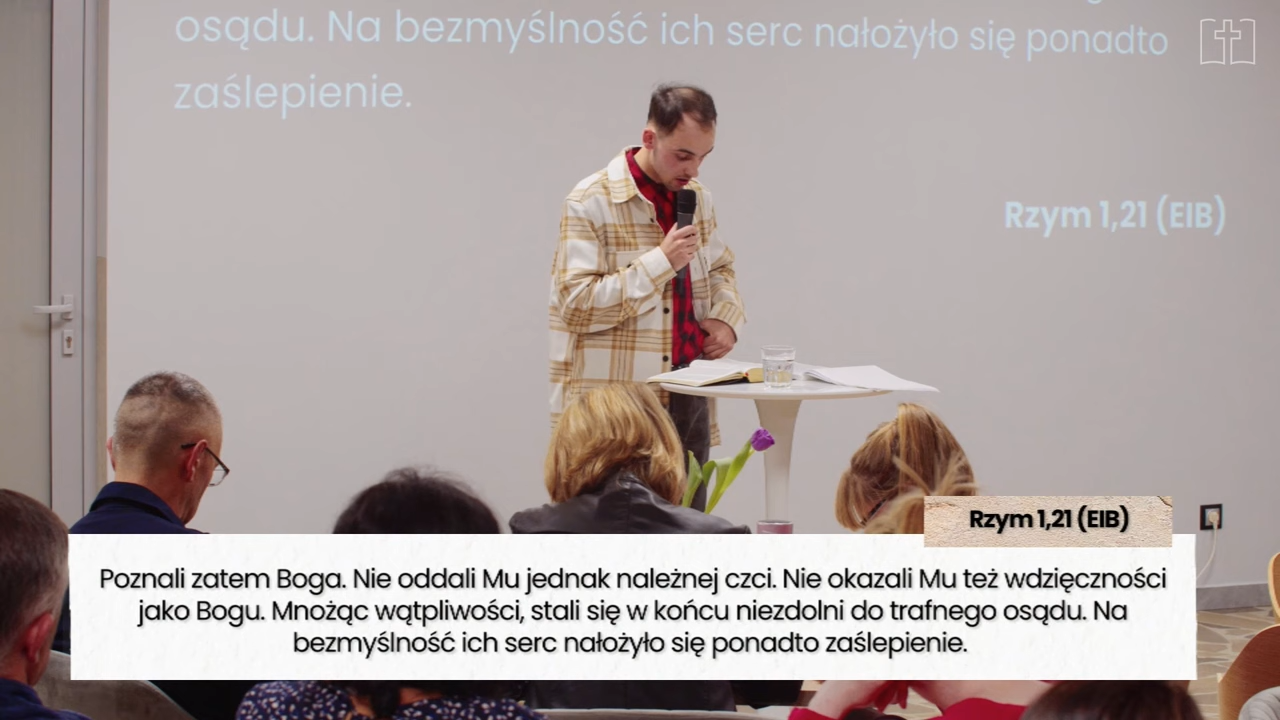 osądu. Na bezmyślność ich serc nałożyło się ponadto
zaślepienie.
Rzym 1,21 (EIB)
Rzym 1,21 (EIB)
Poznali zatem Boga. Nie oddali Mu jednak należnej czci. Nie okazali Mu też wdzięczności
jako Bogu. Mnożąc wątpliwości, stali się w końcu niezdolni do trafnego osądu. Na
bezmyślność ich serc nałożyło się ponadto zaślepienie.